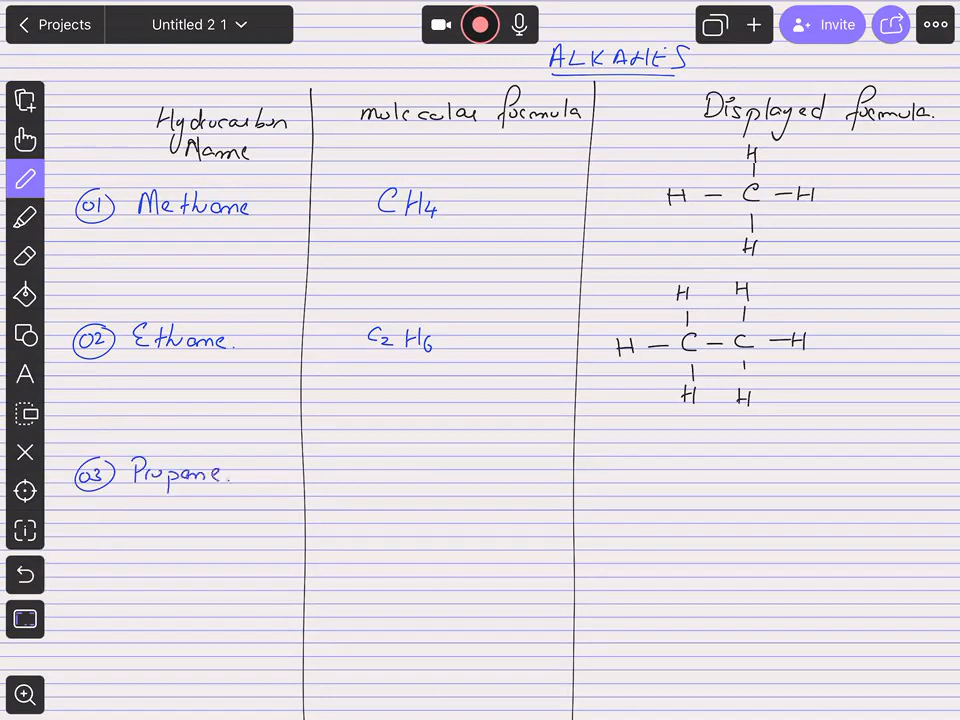 Projects
Untitled 2 1
Invite
ALKANES
Hydrocarbon
Name
molecular formula
Displayed formula.
H
01 Methane
CH4
H - C - H
H
H H
02 Ethane.
C2 H6
H - C - C - H
H H
03 Propane.